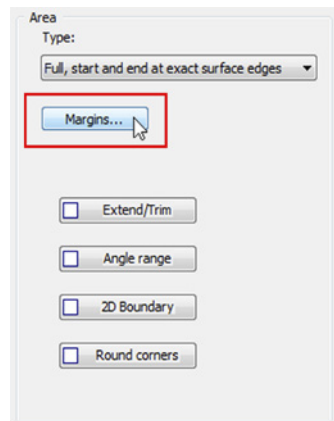 Area
Type:
Full, start and end at exact surface edges
Margins...
Extend/Trim
Angle range
2D Boundary
Round corners